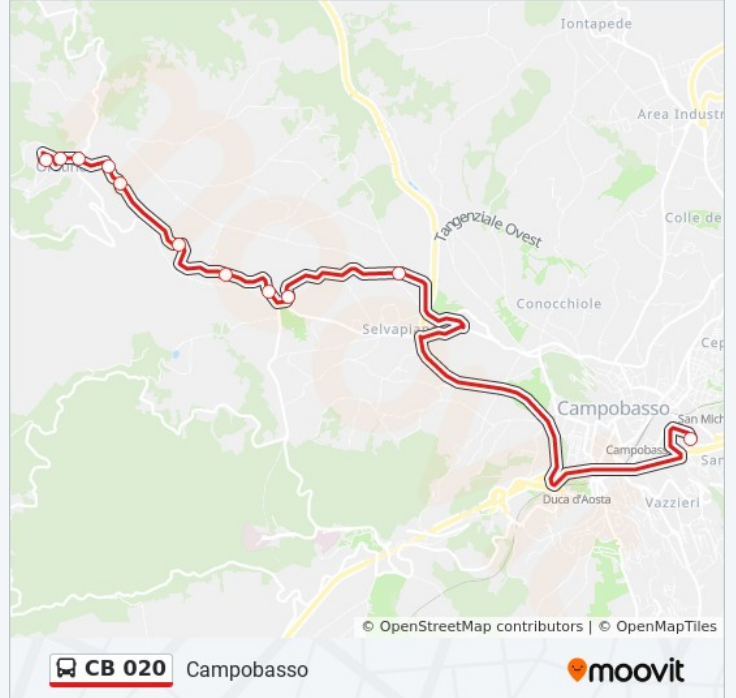 Iontapede
Area Industr
Colle de
Tangenziale Ovest
Conocchiole
Selvapian
Cep
Campobasso
San Mich
Campobass
San
Duca d'Aosta
Vazzieri
© OpenStreetMap contributors | © OpenMapTiles
CB 020 Campobasso
moovit